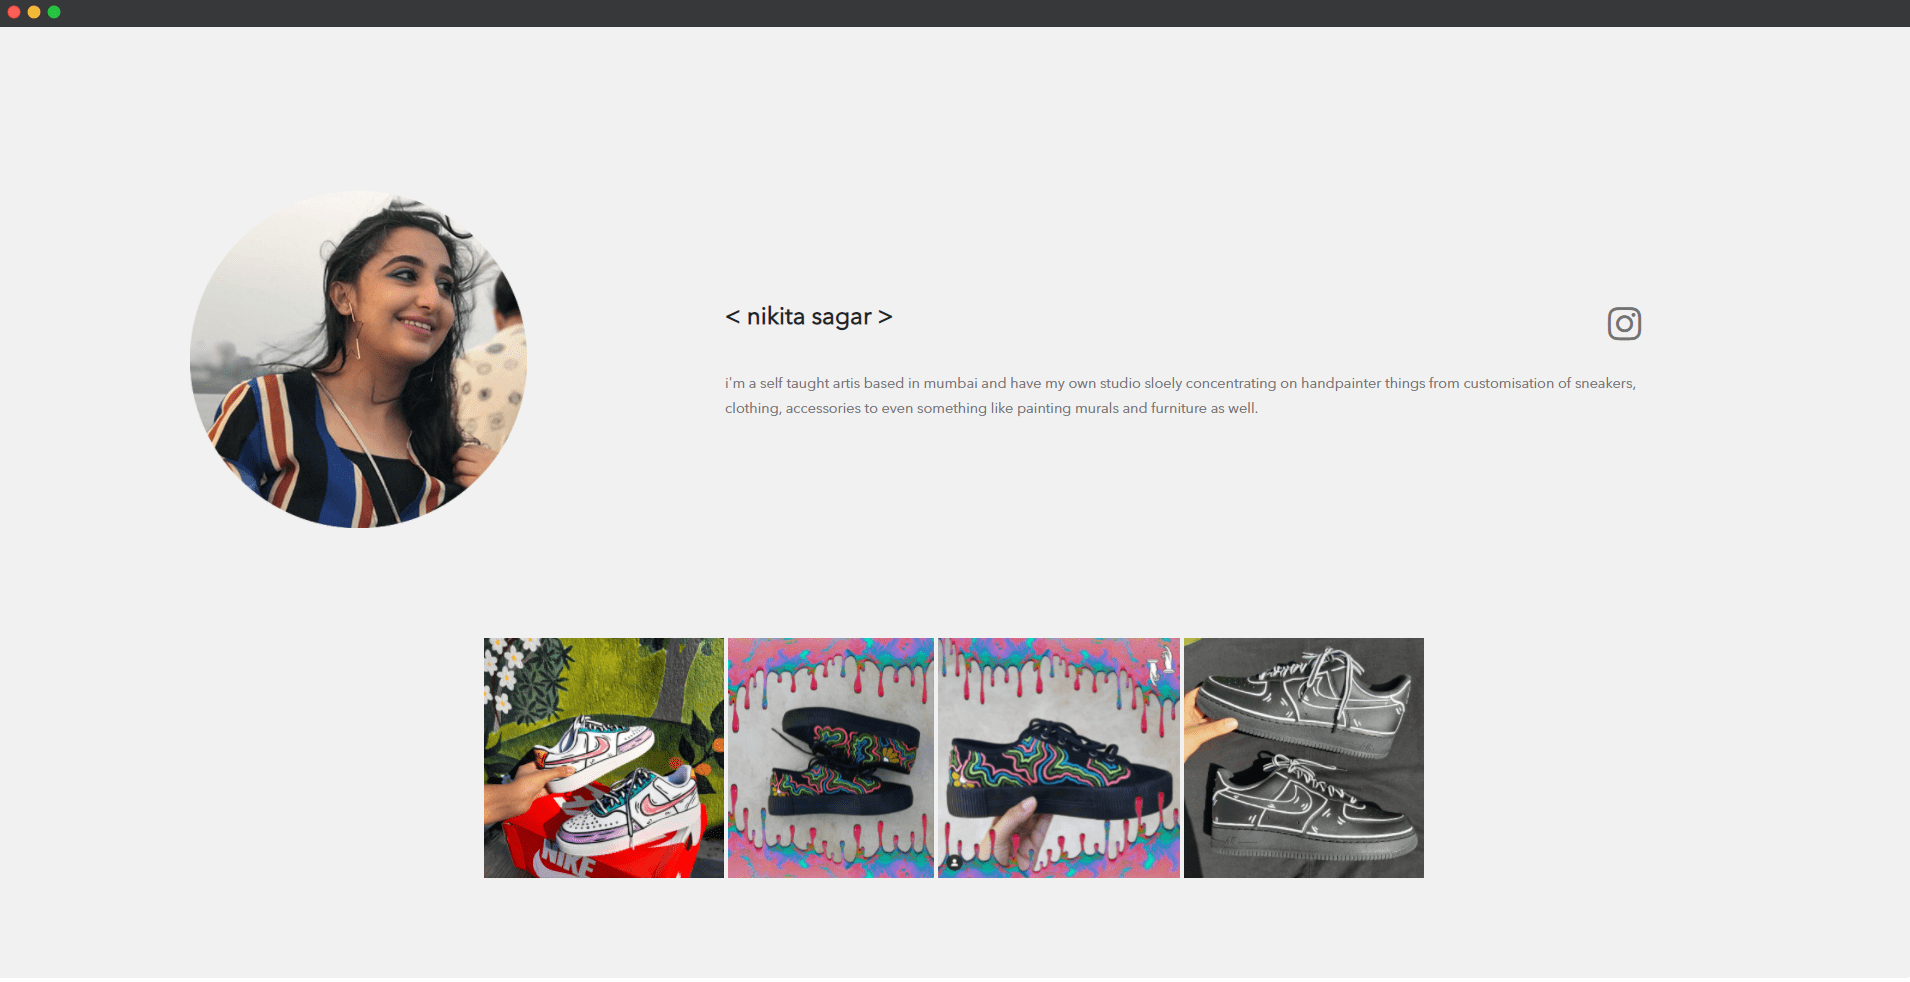 < nikita sagar >
i'm a self taught artis based in mumbai and have my own studio sloely concentrating on handpainter things from customisation of sneakers,
clothing, accessories to even something like painting murals and furniture as well.
NIKE